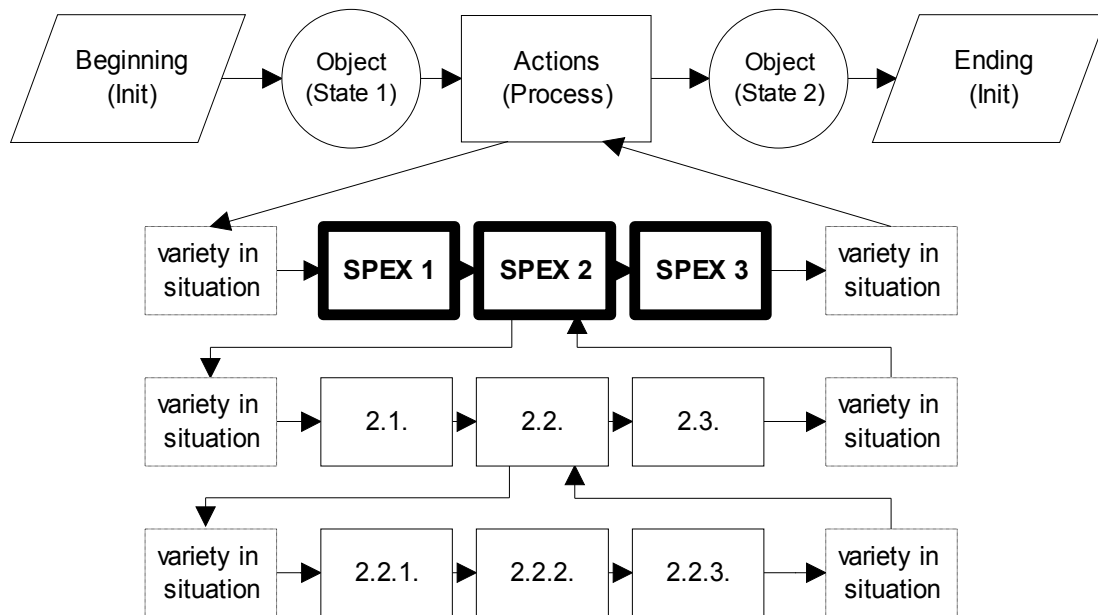 Beginning
(Init)
Object
(State 1)
Actions
(Process)
Object
(State 2)
Ending
(Init)
variety in
situation
SPEX 1
SPEX 2
SPEX 3
variety in
situation
variety in
situation
2.1.
2.2.
2.3.
variety in
situation
variety in
situation
2.2.1.
2.2.2.
2.2.3.
variety in
situation